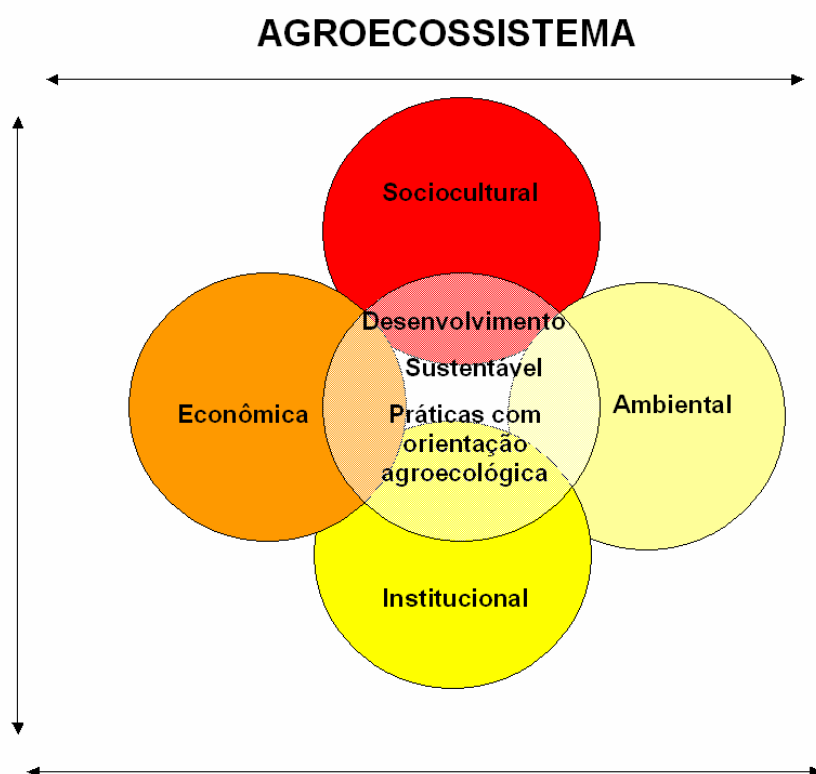 AGROECOSSISTEMA
Sociocultural
Desenvolvimento
Sustentável
Econômica
Práticas com
orientação
agroecológica
Ambiental
Institucional